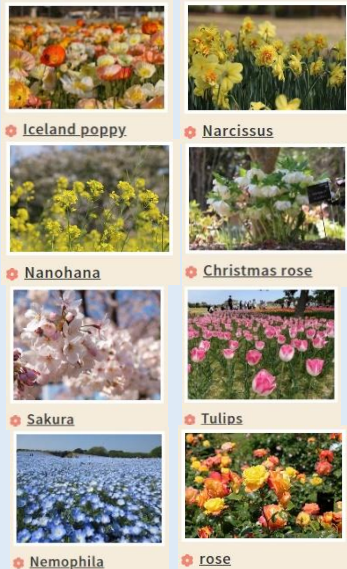 Iceland poppy
Narcissus
Nanohana
Christmas rose
Sakura
Tulips
Nemophila
rose